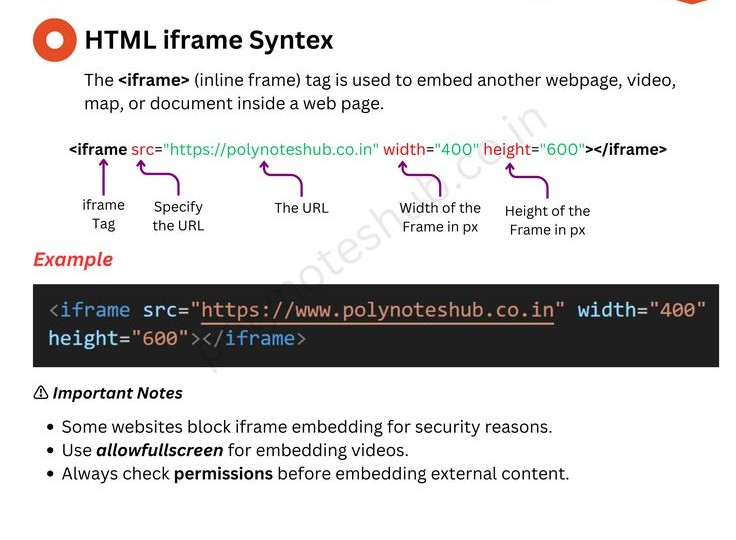 HTML iframe Syntex
The <iframe> (inline frame) tag is used to embed another webpage, video,
map, or document inside a web page.
<iframe src="https://polynoteshub.co.in" width="400" height="600"></iframe>
iframe
Tag
Specify
the URL
The URL
Width of the
Frame in px
Height of the
Frame in px
Example
<iframe src="https://www.polynoteshub.co.in" width="400"
height="600"></iframe>
⚠ Important Notes
• Some websites block iframe embedding for security reasons.
• Use allowfullscreen for embedding videos.
• Always check permissions before embedding external content.
polynoteshub.co.in